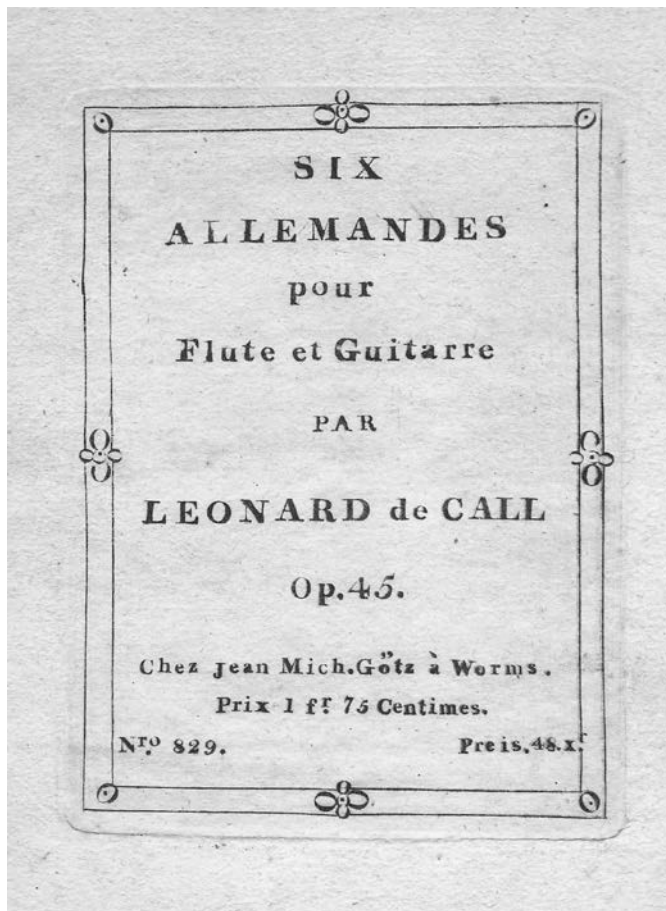 SIX
ALLEMANDES
pour
Flute et Guitarre
PAR
LEONARD de CALL
Op. 45.
Chez Jean Mich. Götz à Worms.
Prix 1 fr. 75 Centimes.
Nro. 829. Preis. 48. xr.